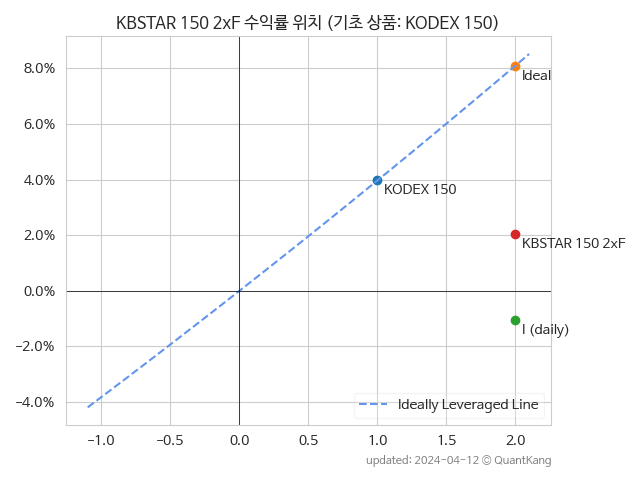 KBSTAR 150 2xF 수익률 위치 (기초 상품: KODEX 150)
8.0%
6.0%
4.0%
2.0%
0.0%
−2.0%
−4.0%
Ideal
KODEX 150
KBSTAR 150 2xF
I (daily)
Ideally Leveraged Line
−1.0 −0.5 0.0 0.5 1.0 1.5 2.0
updated: 2024-04-12 © QuantKang